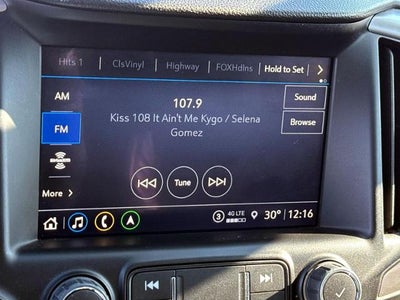 Hits 1 ClsVinyl Highway FOXHdlns Hold to Set >
AM 107.9 Sound
Kiss 108 It Ain't Me Kygo / Selena
Gomez
FM Browse
SiriusXM
More > Tune
3 4G LTE 30° 12:16